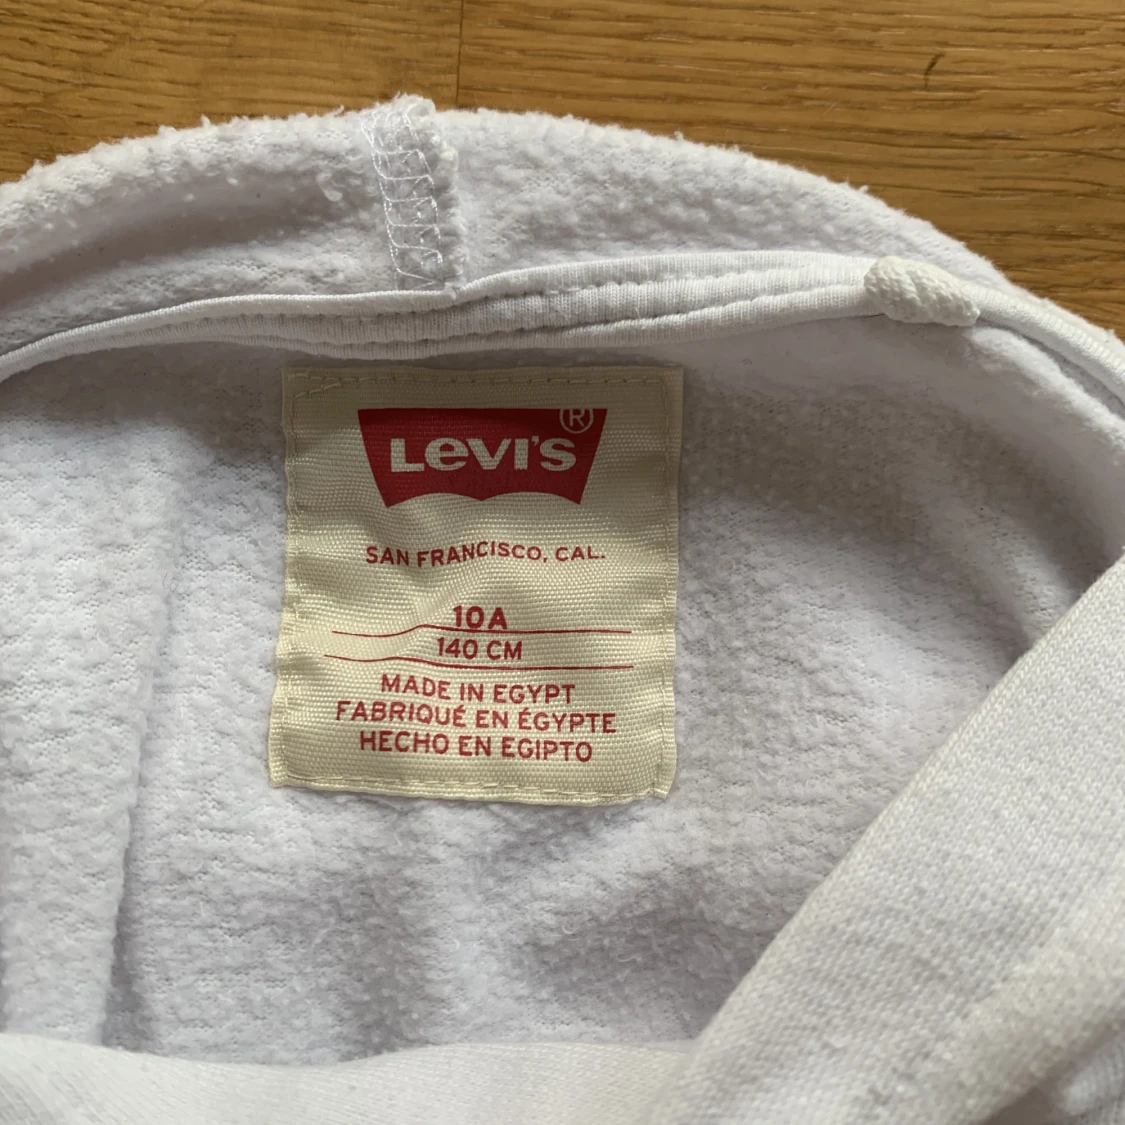 Levi's®
SAN FRANCISCO, CAL.
10A
140 CM
MADE IN EGYPT
FABRIQUÉ EN ÉGYPTE
HECHO EN EGIPTO